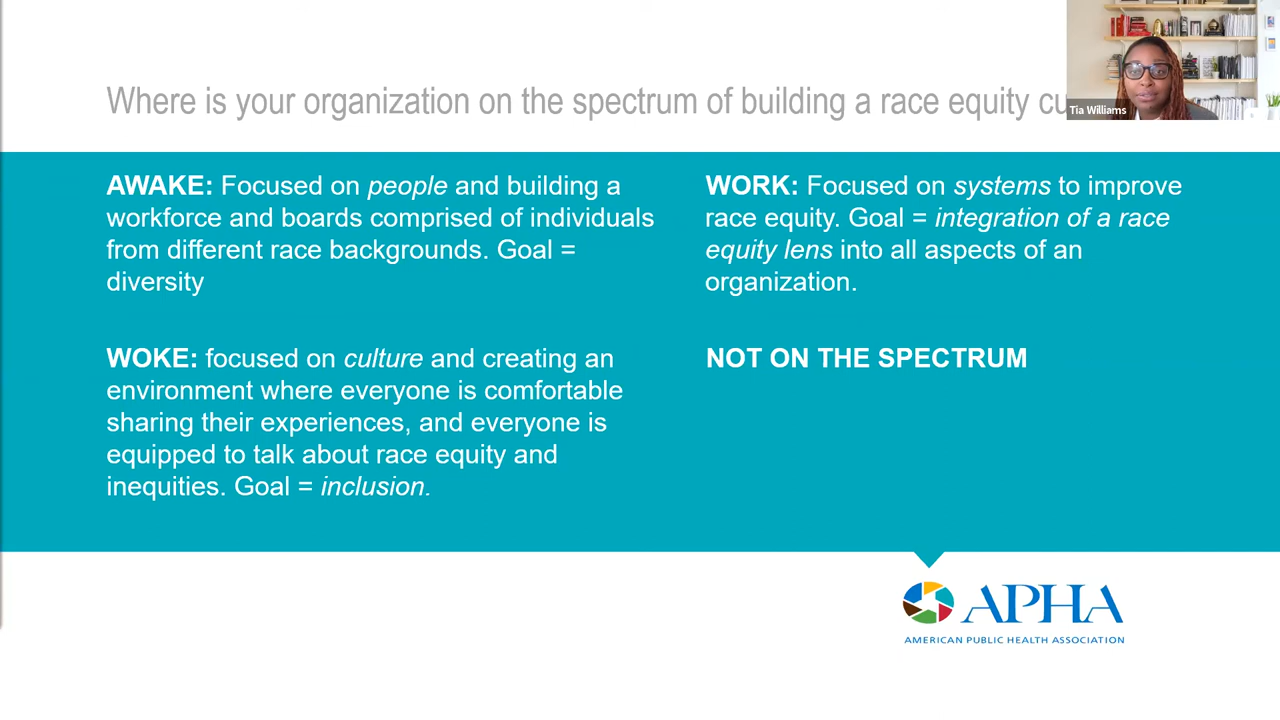 Where is your organization on the spectrum of building a race equity
Tia Williams
AWAKE: Focused on people and building a
workforce and boards comprised of individuals
from different race backgrounds. Goal =
diversity
WOKE: focused on culture and creating an
environment where everyone is comfortable
sharing their experiences, and everyone is
equipped to talk about race equity and
inequities. Goal = inclusion.
WORK: Focused on systems to improve
race equity. Goal = integration of a race
equity lens into all aspects of an
organization.
NOT ON THE SPECTRUM
APHA
AMERICAN PUBLIC HEALTH ASSOCIATION